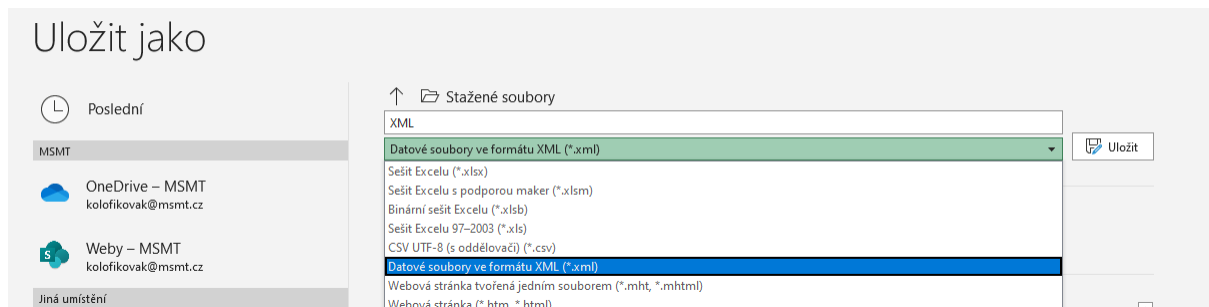 Uložit jako
Poslední
MSMT
OneDrive – MSMT
kolofikovak@msmt.cz
Weby – MSMT
kolofikovak@msmt.cz
Jiná umístění
Stažené soubory
XML
Datové soubory ve formátu XML (*.xml)
Uložit
Sešit Excelu (*.xlsx)
Sešit Excelu s podporou maker (*.xlsm)
Binární sešit Excelu (*.xlsb)
Sešit Excelu 97–2003 (*.xls)
CSV UTF-8 (s oddělovači) (*.csv)
Datové soubory ve formátu XML (*.xml)
Webová stránka tvořená jedním souborem (*.mht, *.mhtml)
Webová stránka (*.htm, *.html)